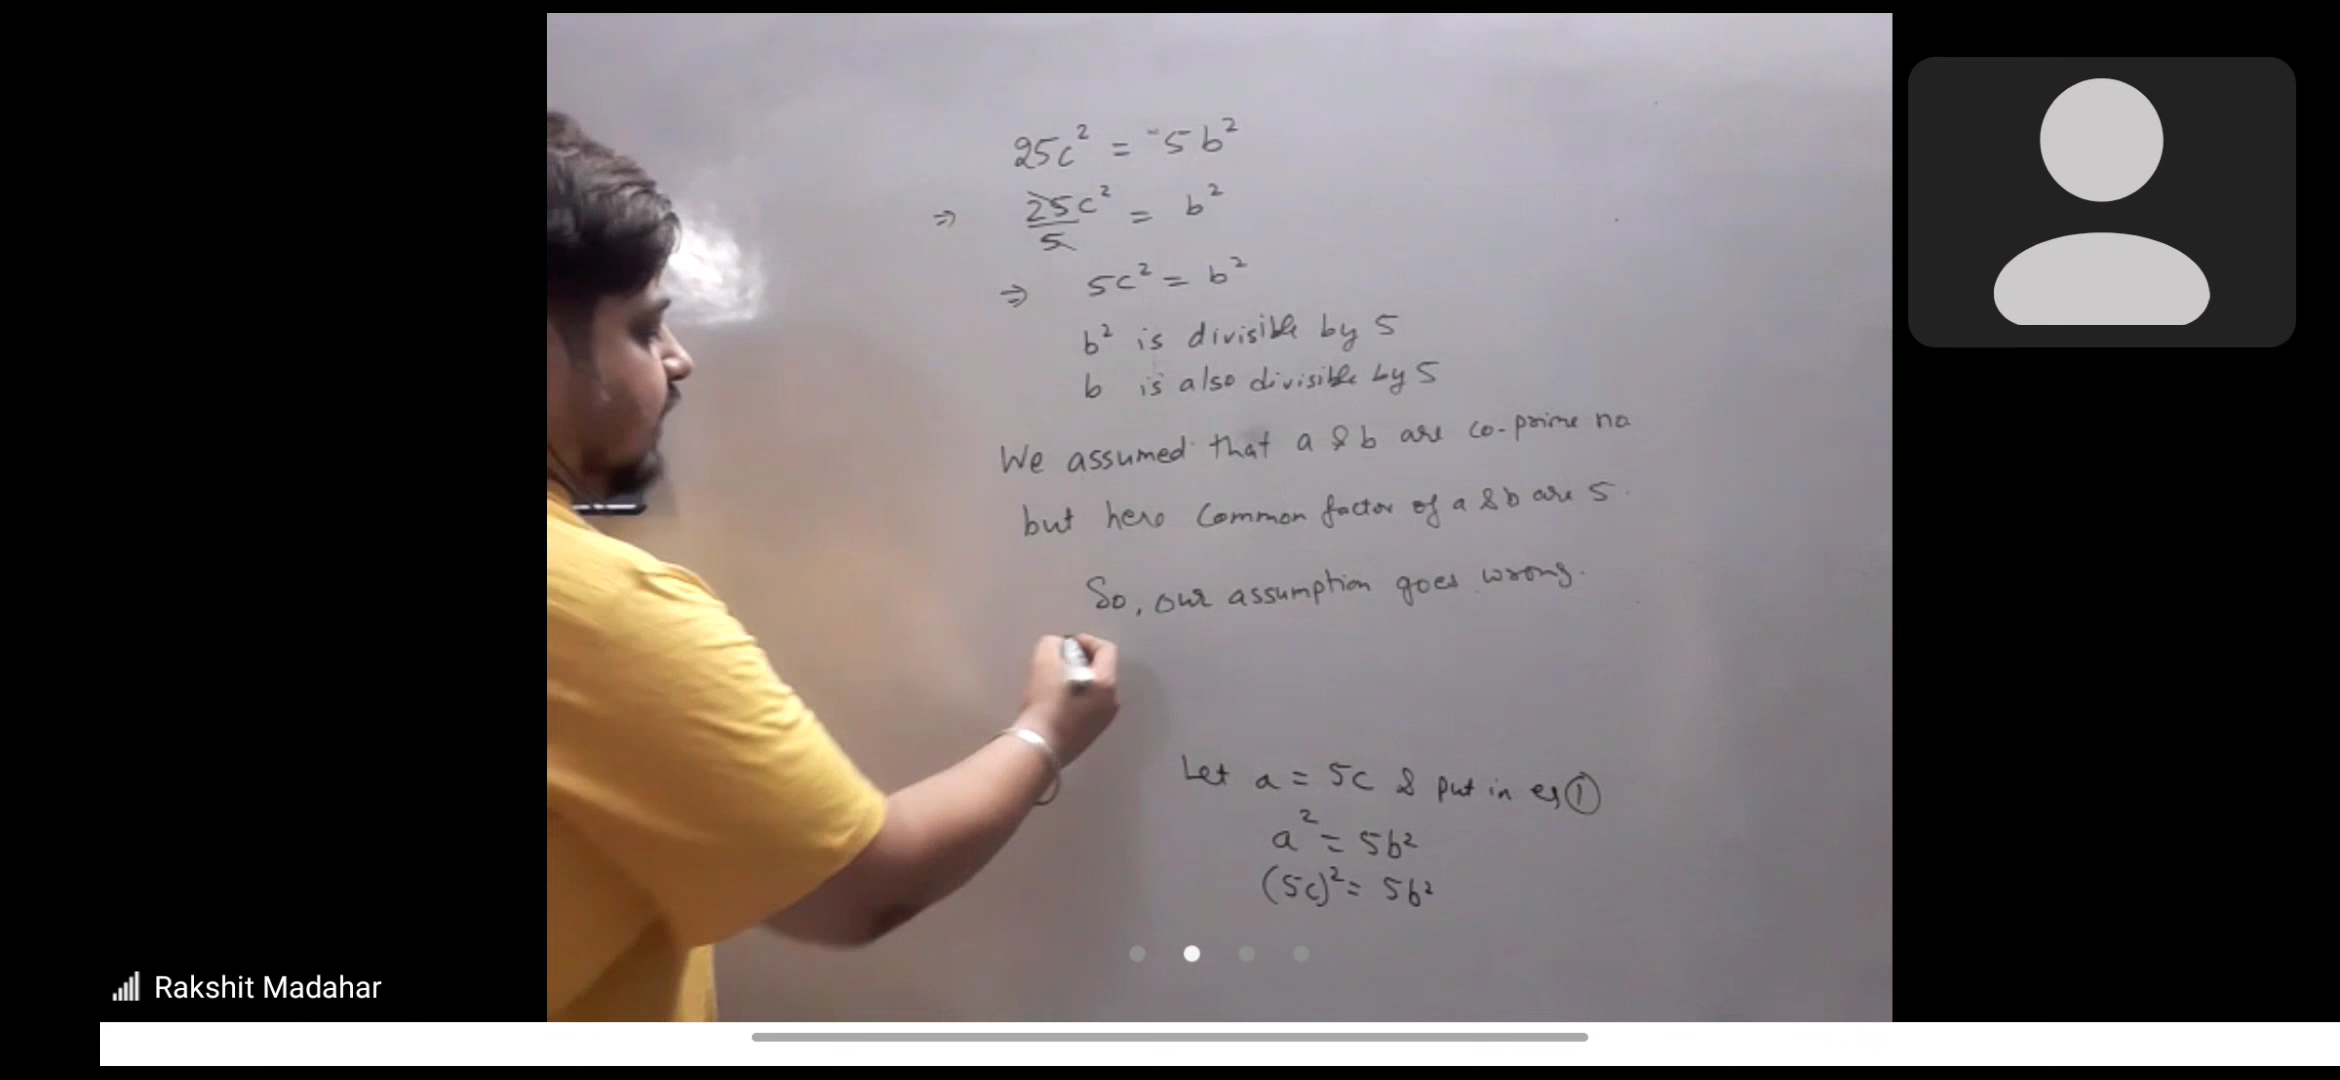 25c² = 5b²
⇒ 25c²/5 = b²
⇒ 5c² = b²
b² is divisible by 5
b is also divisible by 5
We assumed that a & b are co-prime no
but here common factor of a & b are 5.
So, our assumption goes wrong.
Let a = 5c & put in eq ①
a² = 5b²
(5c)² = 5b²
Rakshit Madahar